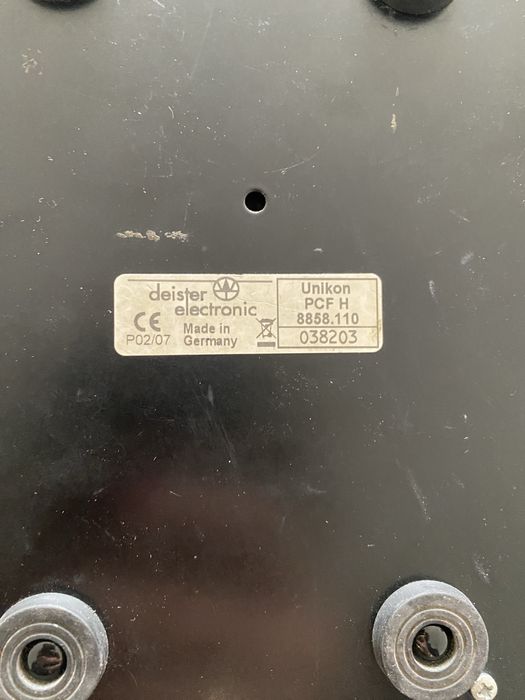 deister
electronic
CE
Made in
Germany
P02/07
Unikon
PCF H
8858.110
038203